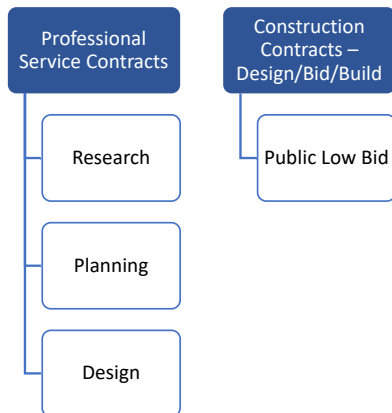 Professional
Service Contracts
Research
Planning
Design
Construction
Contracts –
Design/Bid/Build
Public Low Bid